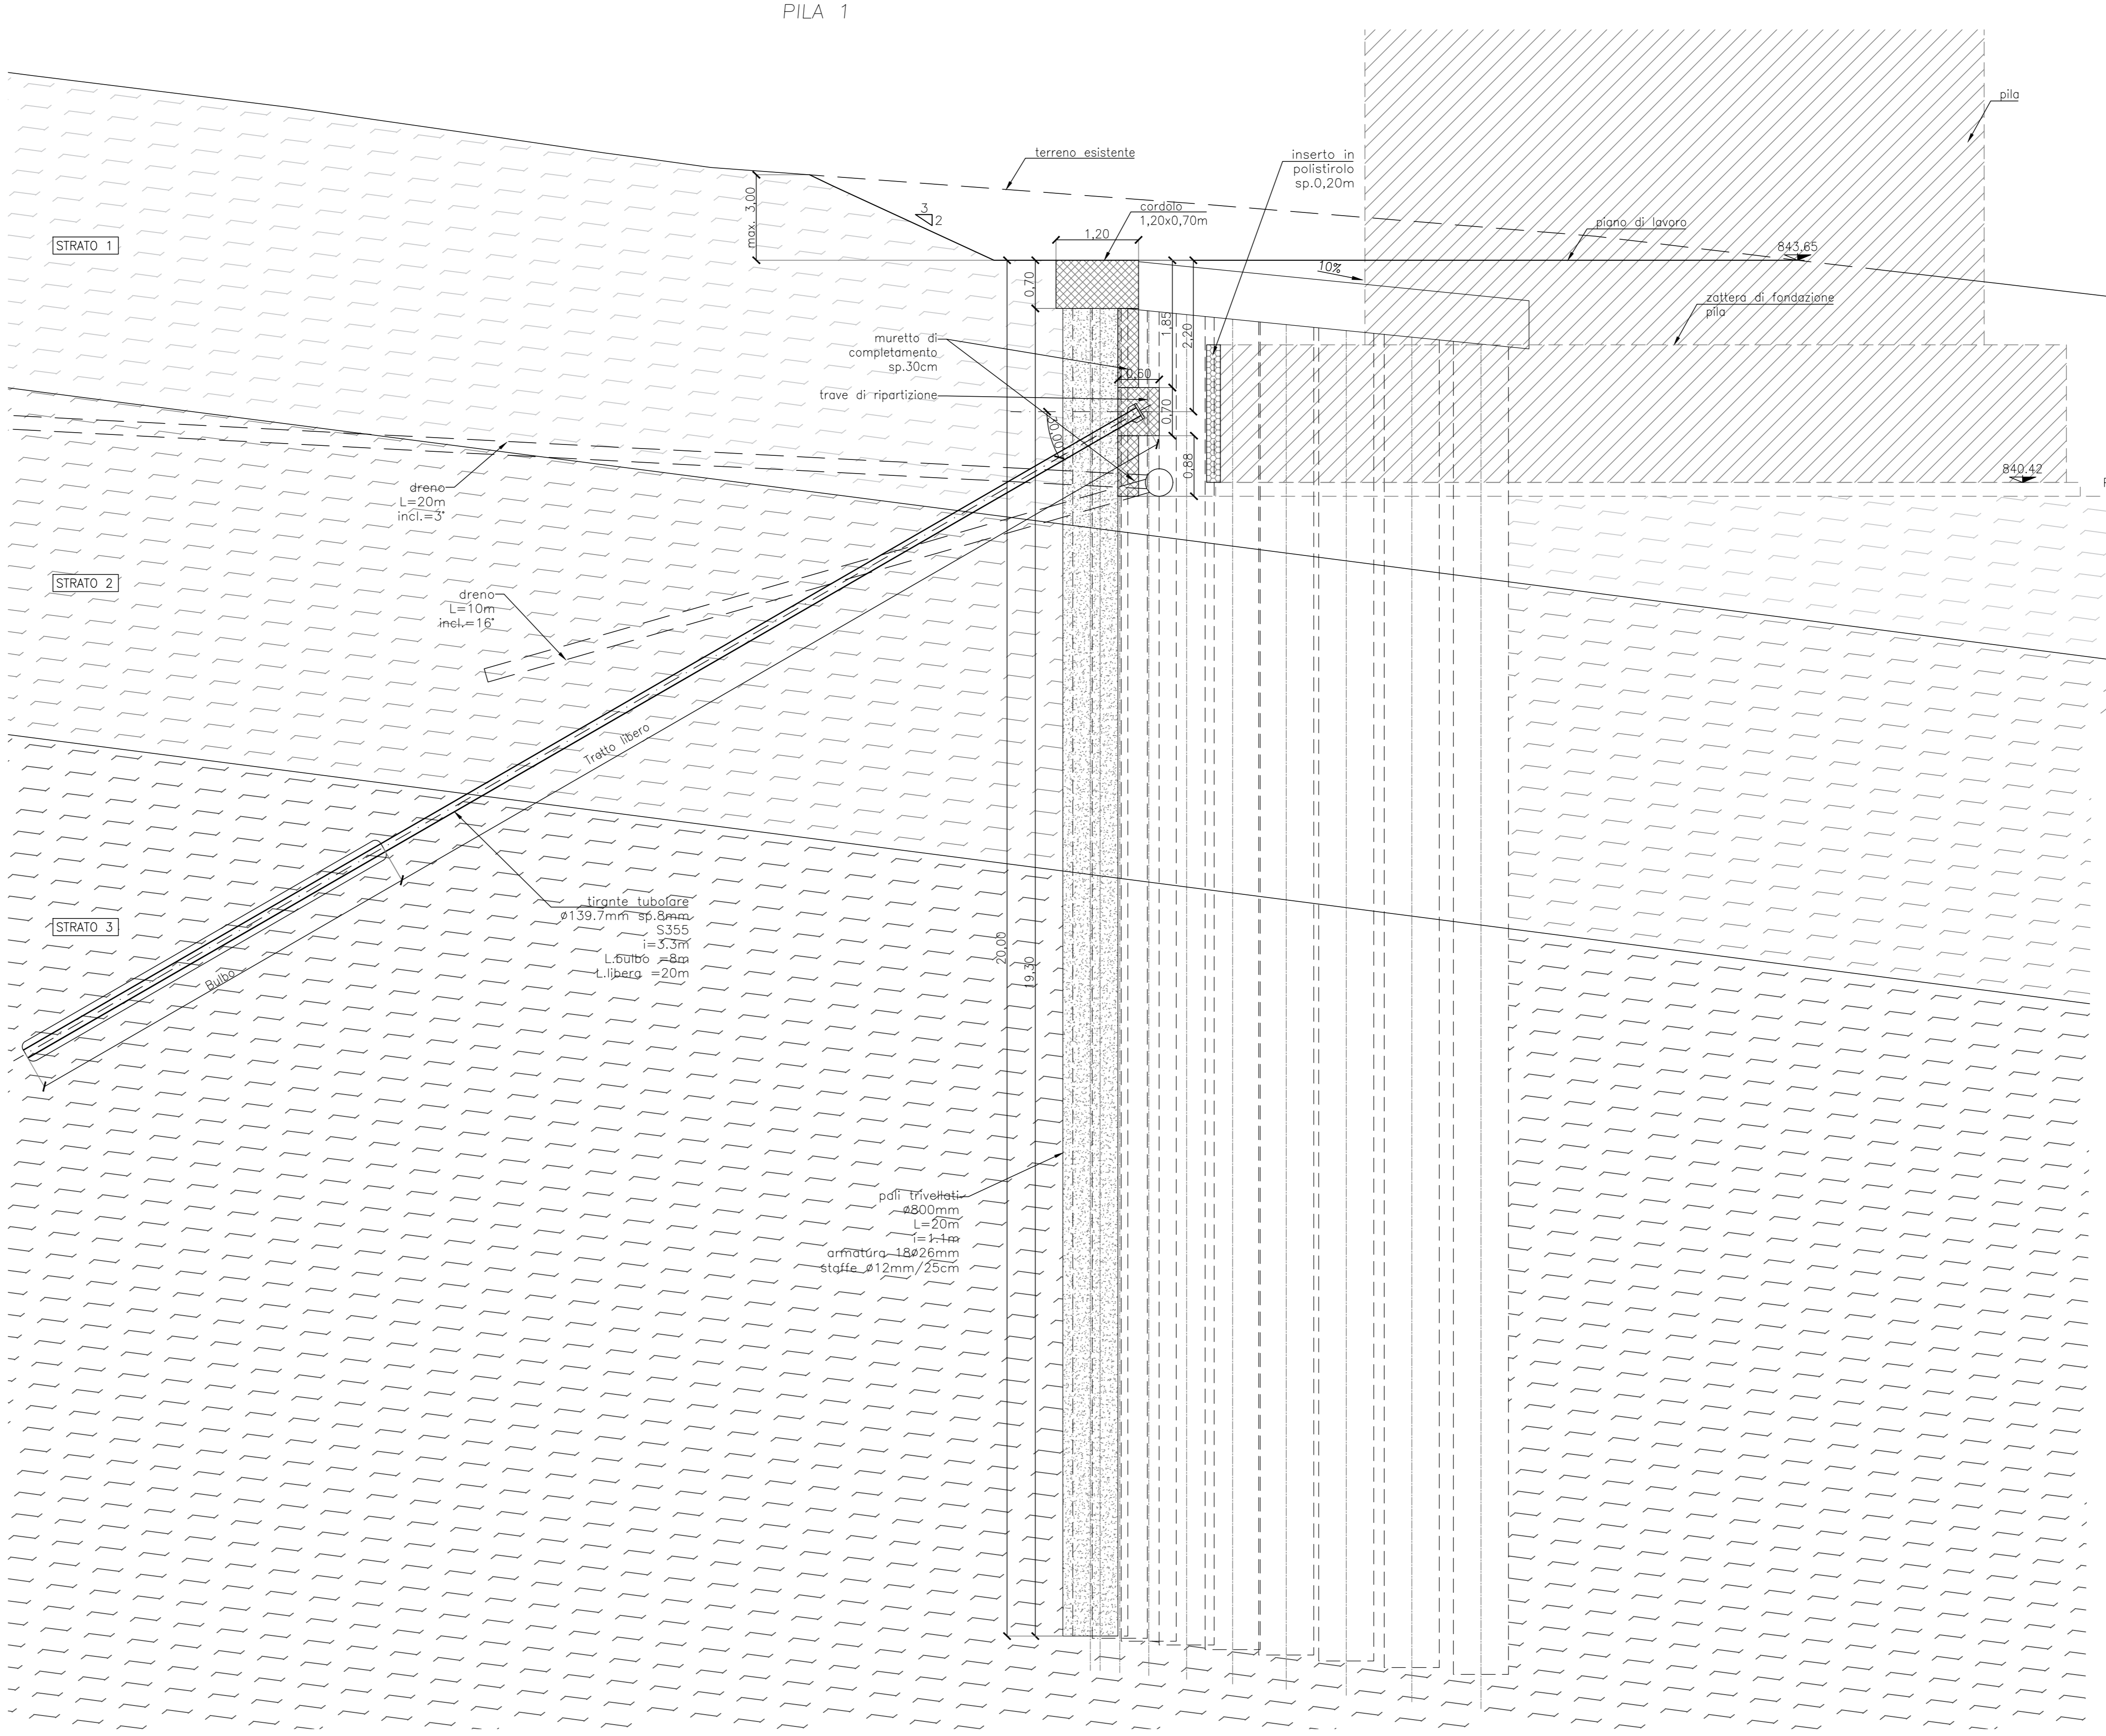 PILA 1
pila
terreno esistente
inserto in
polistirolo
sp.0,20m
max. 3,00
3
2
cordolo
1,20x0,70m
1,20
piano di lavoro
843,65
STRATO 1
0,70
10%
zattera di fondazione
pila
1,85
2,20
muretto di
completamento
sp.30cm
0,60
trave di ripartizione
0,70
30,00°
0,88
840,42
dreno
L=20m
incl.=3°
STRATO 2
dreno
L=10m
incl.=16°
Tratto libero
tirante tubolare
ø139.7mm sp.8mm
S355
i=3.3m
L.bulbo =8m
L.libera =20m
STRATO 3
Bulbo
20,00
19,30
pali trivellati
ø800mm
L=20m
i=1.1m
armatura 18ø26mm
staffe ø12mm/25cm